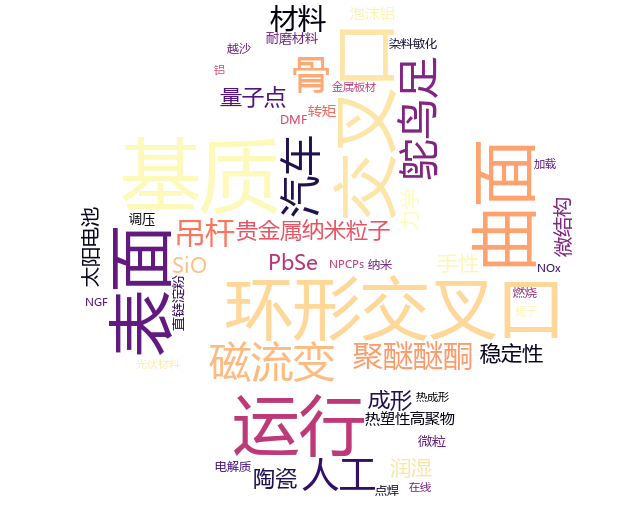 材料
泡沫铝
越沙
耐磨材料
染料敏化
交叉口
铝
骨
金属板材
鸵鸟足
量子点
DMF
转矩
基质
汽车
曲面
加载
力学
微结构
太阳电池
调压
表面
吊杆
贵金属纳米粒子
SiO
PbSe
NPCPs
纳米
手性
NOx
NGF
直链淀粉
环形交叉口
燃烧
光伏材料
磁流变
聚醚醚酮
稳定性
运行
成形
热成形
热塑性高聚物
微粒
电解质
陶瓷
人工
润湿
点焊
在线